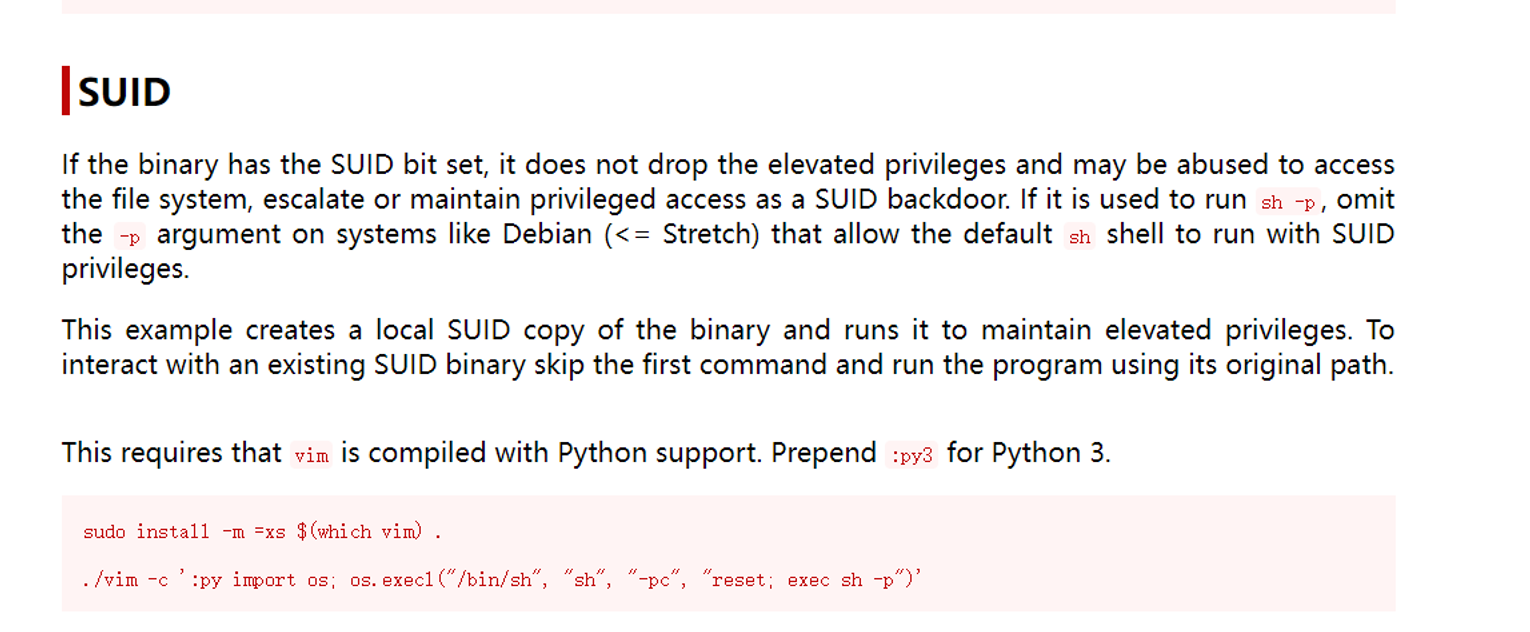 SUID
If the binary has the SUID bit set, it does not drop the elevated privileges and may be abused to access
the file system, escalate or maintain privileged access as a SUID backdoor. If it is used to run sh -p, omit
the -p argument on systems like Debian (<= Stretch) that allow the default sh shell to run with SUID
privileges.
This example creates a local SUID copy of the binary and runs it to maintain elevated privileges. To
interact with an existing SUID binary skip the first command and run the program using its original path.
This requires that vim is compiled with Python support. Prepend :py3 for Python 3.
sudo install -m =xs $(which vim) .
./vim -c ':py import os; os.execl("/bin/sh", "sh", "-pc", "reset; exec sh -p")'